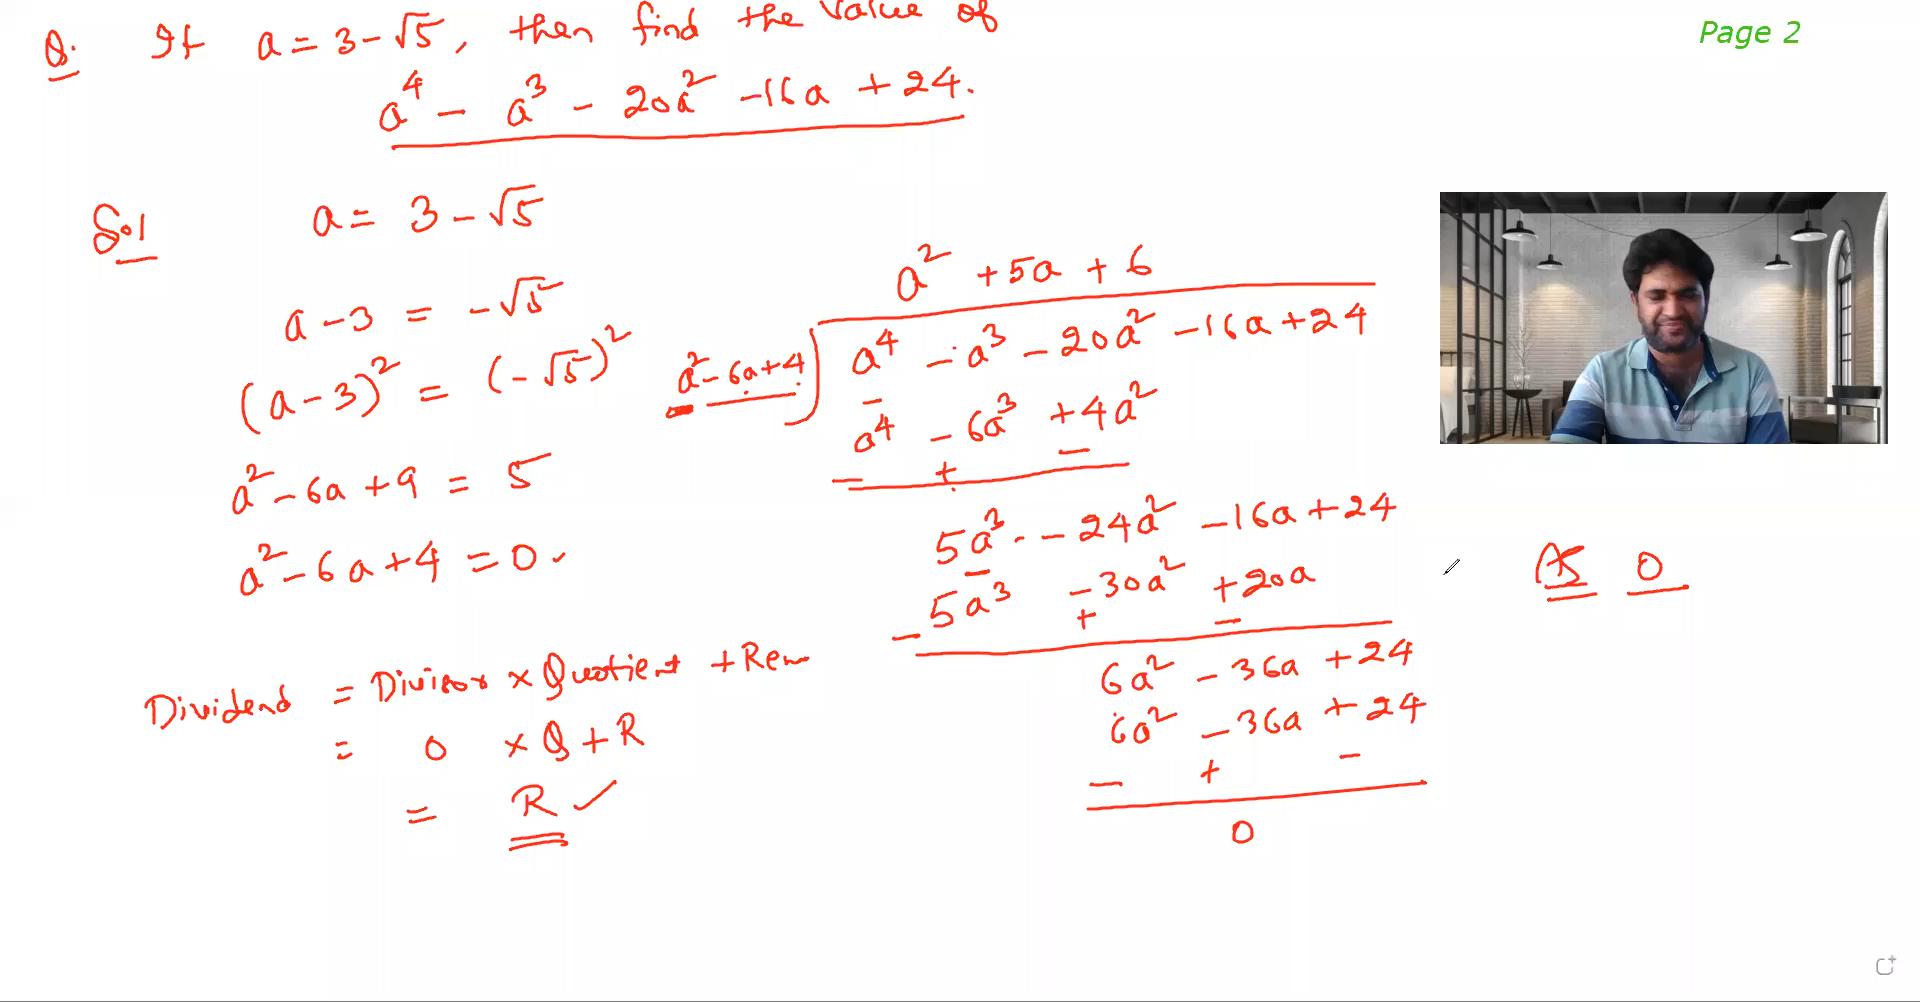 Page 2
Q. If a = 3 - √5, then find the value of
a⁴ - a³ - 20a² - 16a + 24.
Sol
a = 3 - √5
a - 3 = - √5
(a - 3)² = (- √5)²
a² - 6a + 9 = 5
a² - 6a + 4 = 0
Dividend = Divisor × Quotient + Rem
= 0 × Q + R
= R ✓
a² + 5a + 6
a² - 6a + 4 ) a⁴ - a³ - 20a² - 16a + 24
a⁴ - 6a³ + 4a²
- + -
5a³ - 24a² - 16a + 24
5a³ - 30a² + 20a
- + -
6a² - 36a + 24
6a² - 36a + 24
- + -
0
0